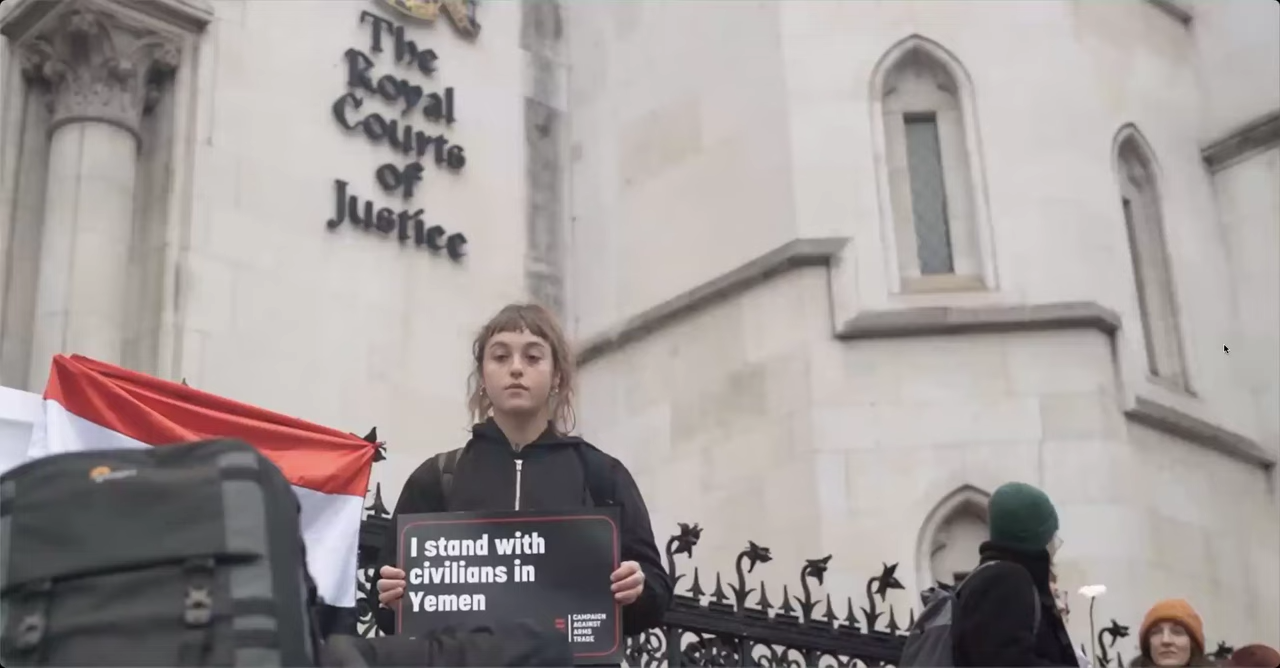 The
Royal
Courts
of
Justice
I stand with
civilians in
Yemen
CAMPAIGN
AGAINST
ARMS
TRADE